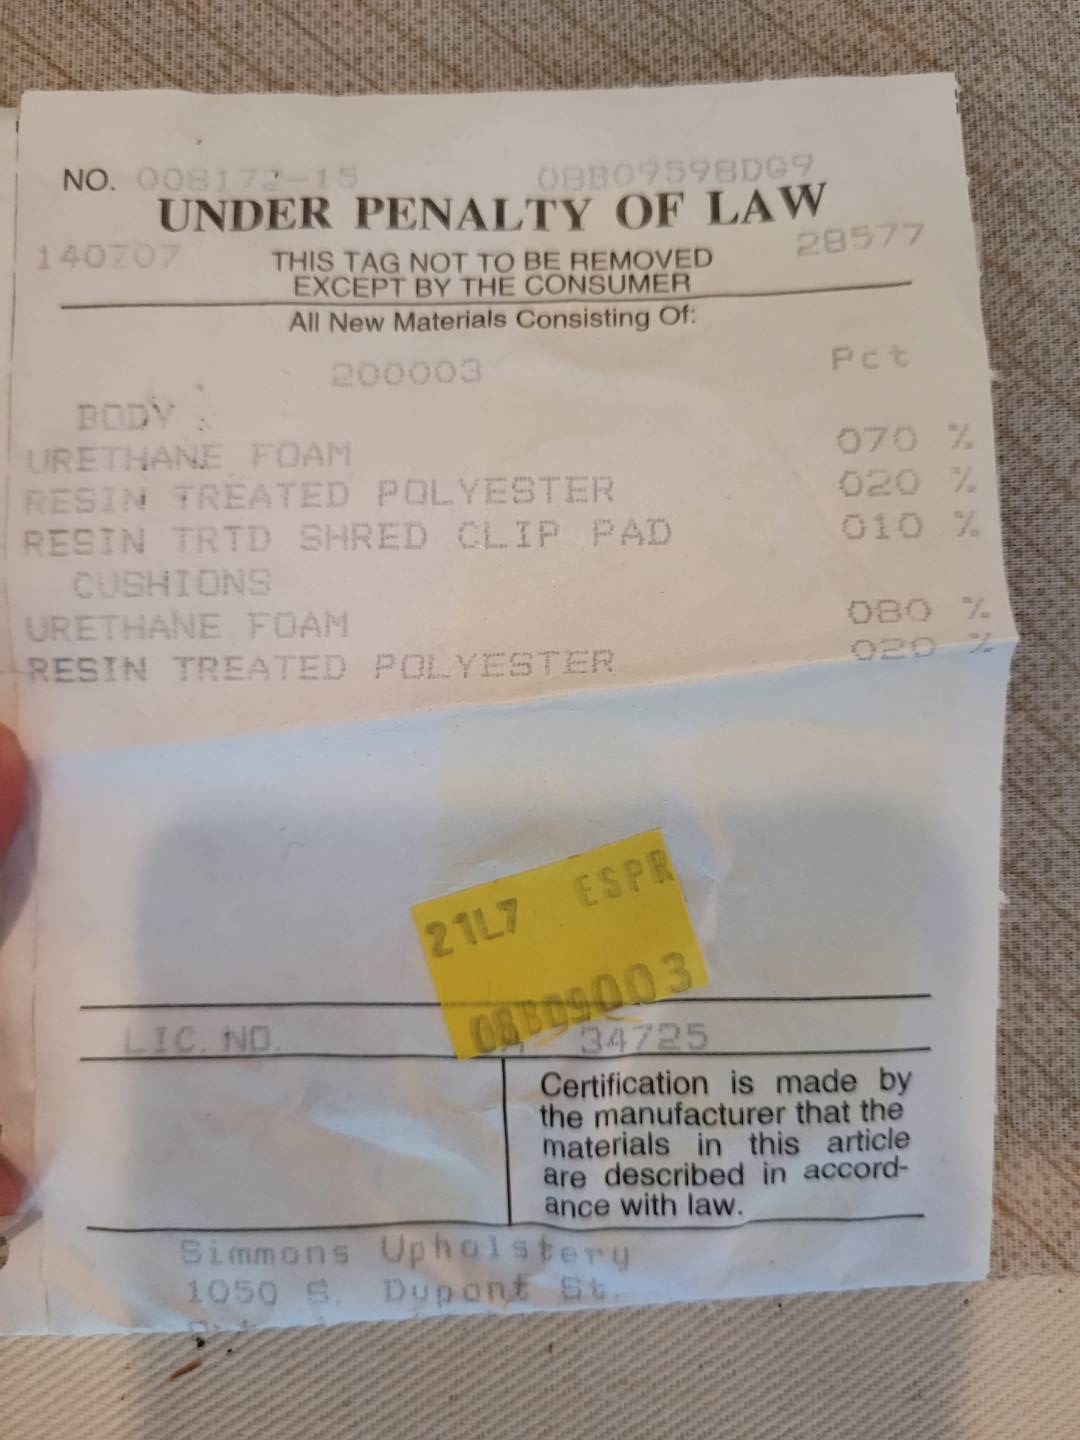 NO. 008172-15 08B09598DG9
UNDER PENALTY OF LAW
140707 28577
THIS TAG NOT TO BE REMOVED
EXCEPT BY THE CONSUMER
All New Materials Consisting Of:
200003 Pct
BODY
URETHANE FOAM 070 %
RESIN TREATED POLYESTER 020 %
RESIN TRTD SHRED CLIP PAD 010 %
CUSHIONS
URETHANE FOAM 080 %
RESIN TREATED POLYESTER 020 %
21L7 ESPR
08B09003
LIC. NO. 34725
Certification is made by
the manufacturer that the
materials in this article
are described in accord-
ance with law.
Simmons Upholstery
1050 S. Dupont St.